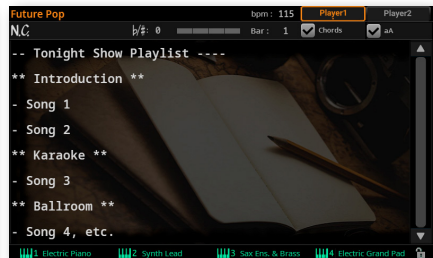 Future Pop bpm: 115 Player1 Player2
N.C. ♭/♯: 0 Bar: 1 Chords aA
-- Tonight Show Playlist ----
** Introduction **
- Song 1
- Song 2
** Karaoke **
- Song 3
** Ballroom **
- Song 4, etc.
1 Electric Piano 2 Synth Lead 3 Sax Ens. & Brass 4 Electric Grand Pad